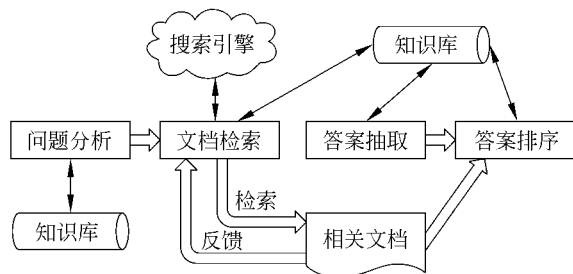 搜索引擎
知识库
问题分析
文档检索
答案抽取
答案排序
检索
知识库
反馈
相关文档